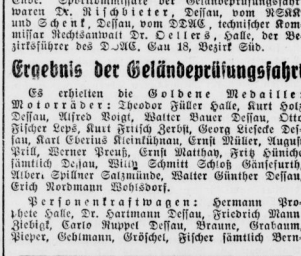 waren Dr. Rischbieter, Dessau, vom NSKK
und Schenk, Dessau, vom DDAC, technischer Kom
missar Rechtsanwalt Dr. Oellers, Halle, der Be
zirksführer des DDAC, Gau 18, Bezirk Süd.
Ergebnis der Geländeprüfungsfahrt
Es erhielten die Goldene Medaille
Motorräder: Theodor Füller Halle, Kurt Holz
Dessau, Alfred Voigt, Walter Bauer Dessau, Otto
Fischer Leps, Kurt Fritsch Zerbst, Georg Liesecke Des
sau, Karl Eberius Kleinkühnau, Ernst Müller, August
Prill, Werner Preuß, Ernst Matthay, Fritz Hünich
sämtlich Dessau, Willy Schmitt Schloß Gänsefurth
Albert Spillner Salzmünde, Walter Günther Dessau
Erich Nordmann Wohlsdorf.
Personenkraftwagen: Hermann Pro
phete Halle, Dr. Hartmann Dessau, Friedrich Mann
Ziebigk, Carlo Ruppel Dessau, Braune, Grabaum,
Pieper, Gehlmann, Gröschel, Fischer sämtlich Bern